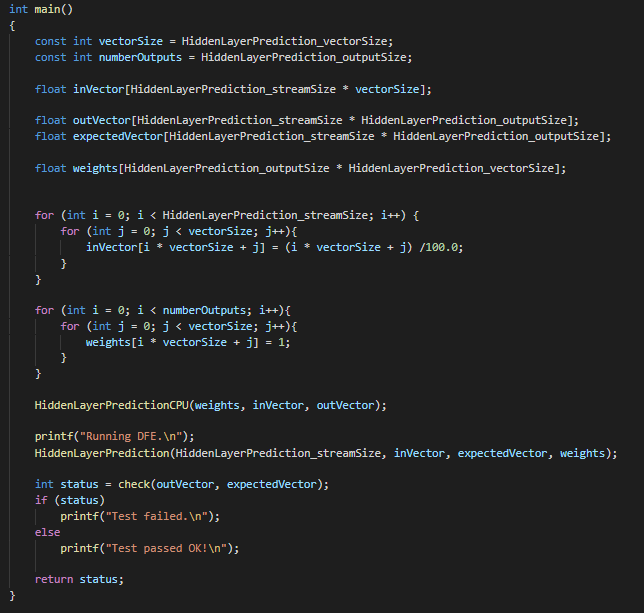 int main()
{
    const int vectorSize = HiddenLayerPrediction_vectorSize;
    const int numberOutputs = HiddenLayerPrediction_outputSize;

    float inVector[HiddenLayerPrediction_streamSize * vectorSize];

    float outVector[HiddenLayerPrediction_streamSize * HiddenLayerPrediction_outputSize];
    float expectedVector[HiddenLayerPrediction_streamSize * HiddenLayerPrediction_outputSize];

    float weights[HiddenLayerPrediction_outputSize * HiddenLayerPrediction_vectorSize];


    for (int i = 0; i < HiddenLayerPrediction_streamSize; i++) {
        for (int j = 0; j < vectorSize; j++){
            inVector[i * vectorSize + j] = (i * vectorSize + j) /100.0;
        }
    }

    for (int i = 0; i < numberOutputs; i++){
        for (int j = 0; j < vectorSize; j++){
            weights[i * vectorSize + j] = 1;
        }
    }

    HiddenLayerPredictionCPU(weights, inVector, outVector);

    printf("Running DFE.\n");
    HiddenLayerPrediction(HiddenLayerPrediction_streamSize, inVector, expectedVector, weights);

    int status = check(outVector, expectedVector);
    if (status)
        printf("Test failed.\n");
    else
        printf("Test passed OK!\n");

    return status;
}